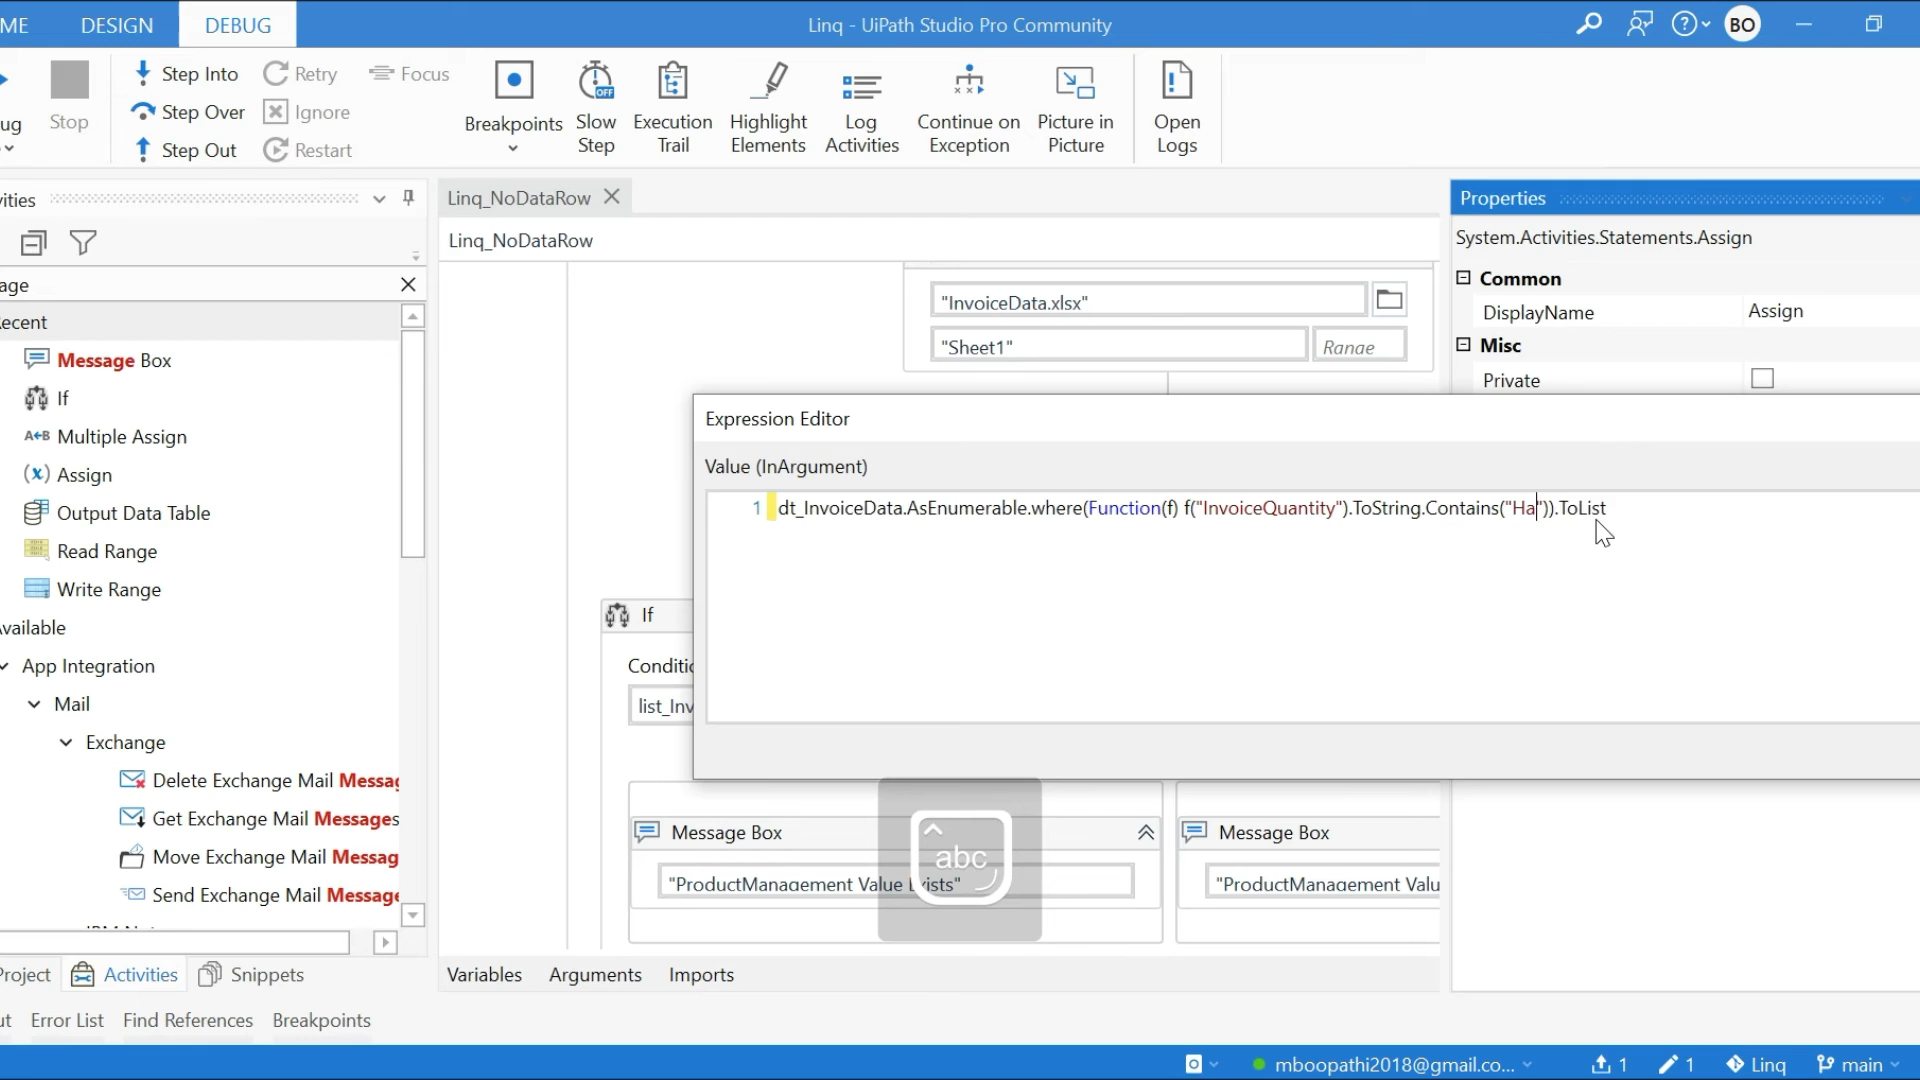 ME DESIGN DEBUG Linq - UiPath Studio Pro Community BO
Step Into Retry Focus
Step Over Ignore
Step Out Restart
ug Stop
Breakpoints Slow Step Execution Trail Highlight Elements Log Activities Continue on Exception Picture in Picture Open Logs
ities
age
ecent
Message Box
If
Multiple Assign
Assign
Output Data Table
Read Range
Write Range
vailable
App Integration
Mail
Exchange
Delete Exchange Mail Messag
Get Exchange Mail Messages
Move Exchange Mail Messag
Send Exchange Mail Message
Project Activities Snippets
Linq_NoDataRow
Linq_NoDataRow
"InvoiceData.xlsx"
"Sheet1" Range
Expression Editor
Value (InArgument)
1 dt_InvoiceData.AsEnumerable.where(Function(f) f("InvoiceQuantity").ToString.Contains("Ha")).ToList
If
Conditio
list_Inv
Message Box
"ProductManagement Value Exists"
Message Box
"ProductManagement Valu
abc
Variables Arguments Imports
Properties
System.Activities.Statements.Assign
Common
DisplayName Assign
Misc
Private
ut Error List Find References Breakpoints
mboopathi2018@gmail.co... 1 1 Linq main